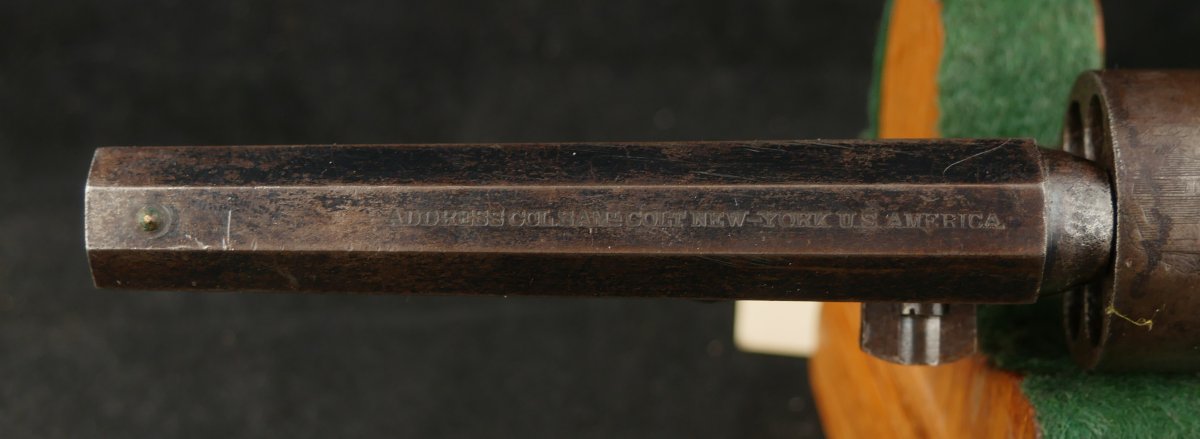 ADDRESS COL. SAML COLT NEW-YORK U.S. AMERICA.